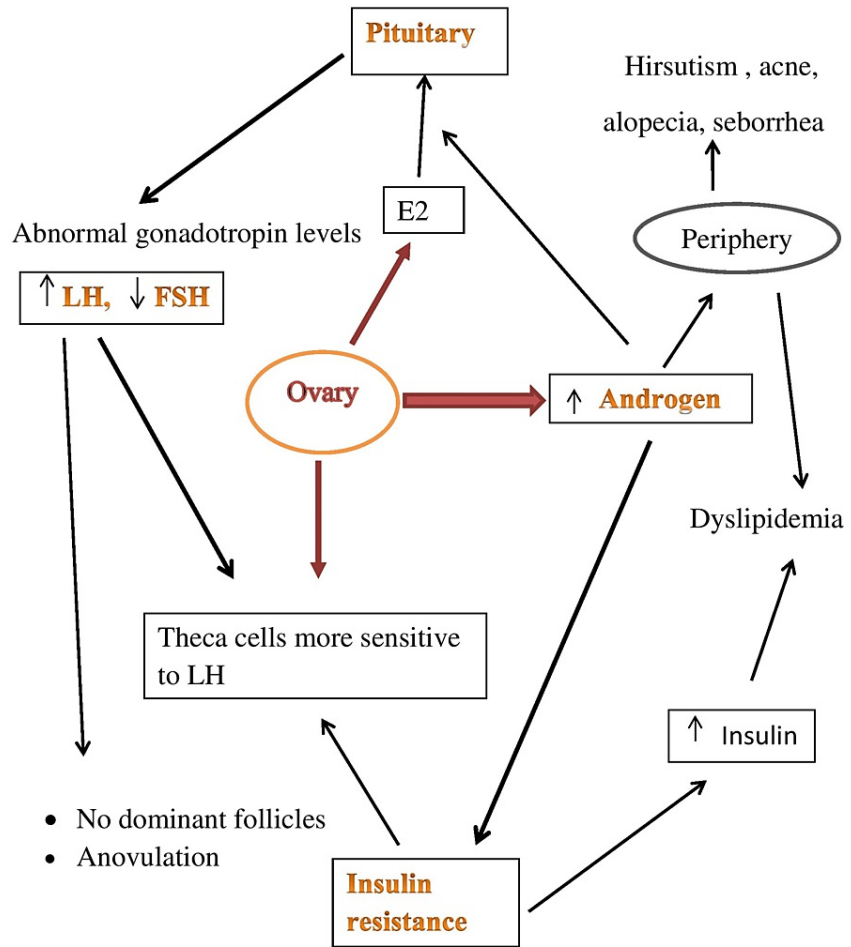 Pituitary
Hirsutism , acne,
alopecia, seborrhea
E2
Abnormal gonadotropin levels
↑ LH, ↓ FSH
Periphery
Ovary
↑ Androgen
Dyslipidemia
Theca cells more sensitive
to LH
↑ Insulin
• No dominant follicles
• Anovulation
Insulin
resistance